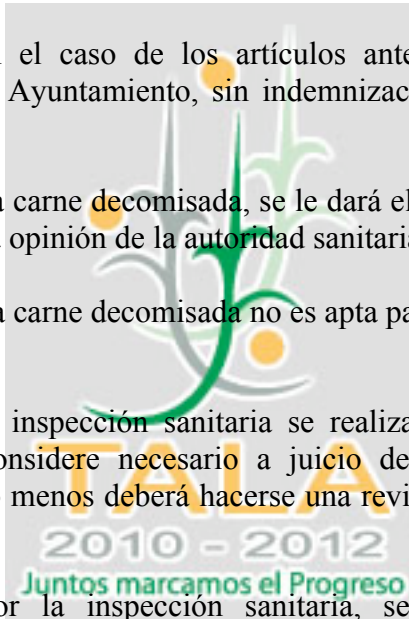 el caso de los artículos ante
Ayuntamiento, sin indemnizac
carne decomisada, se le dará el
opinión de la autoridad sanitaria
carne decomisada no es apta pa
inspección sanitaria se realiza
onsidere necesario a juicio de
menos deberá hacerse una revi
TALA
2010 - 2012
Juntos marcamos el Progreso
or la inspección sanitaria, se